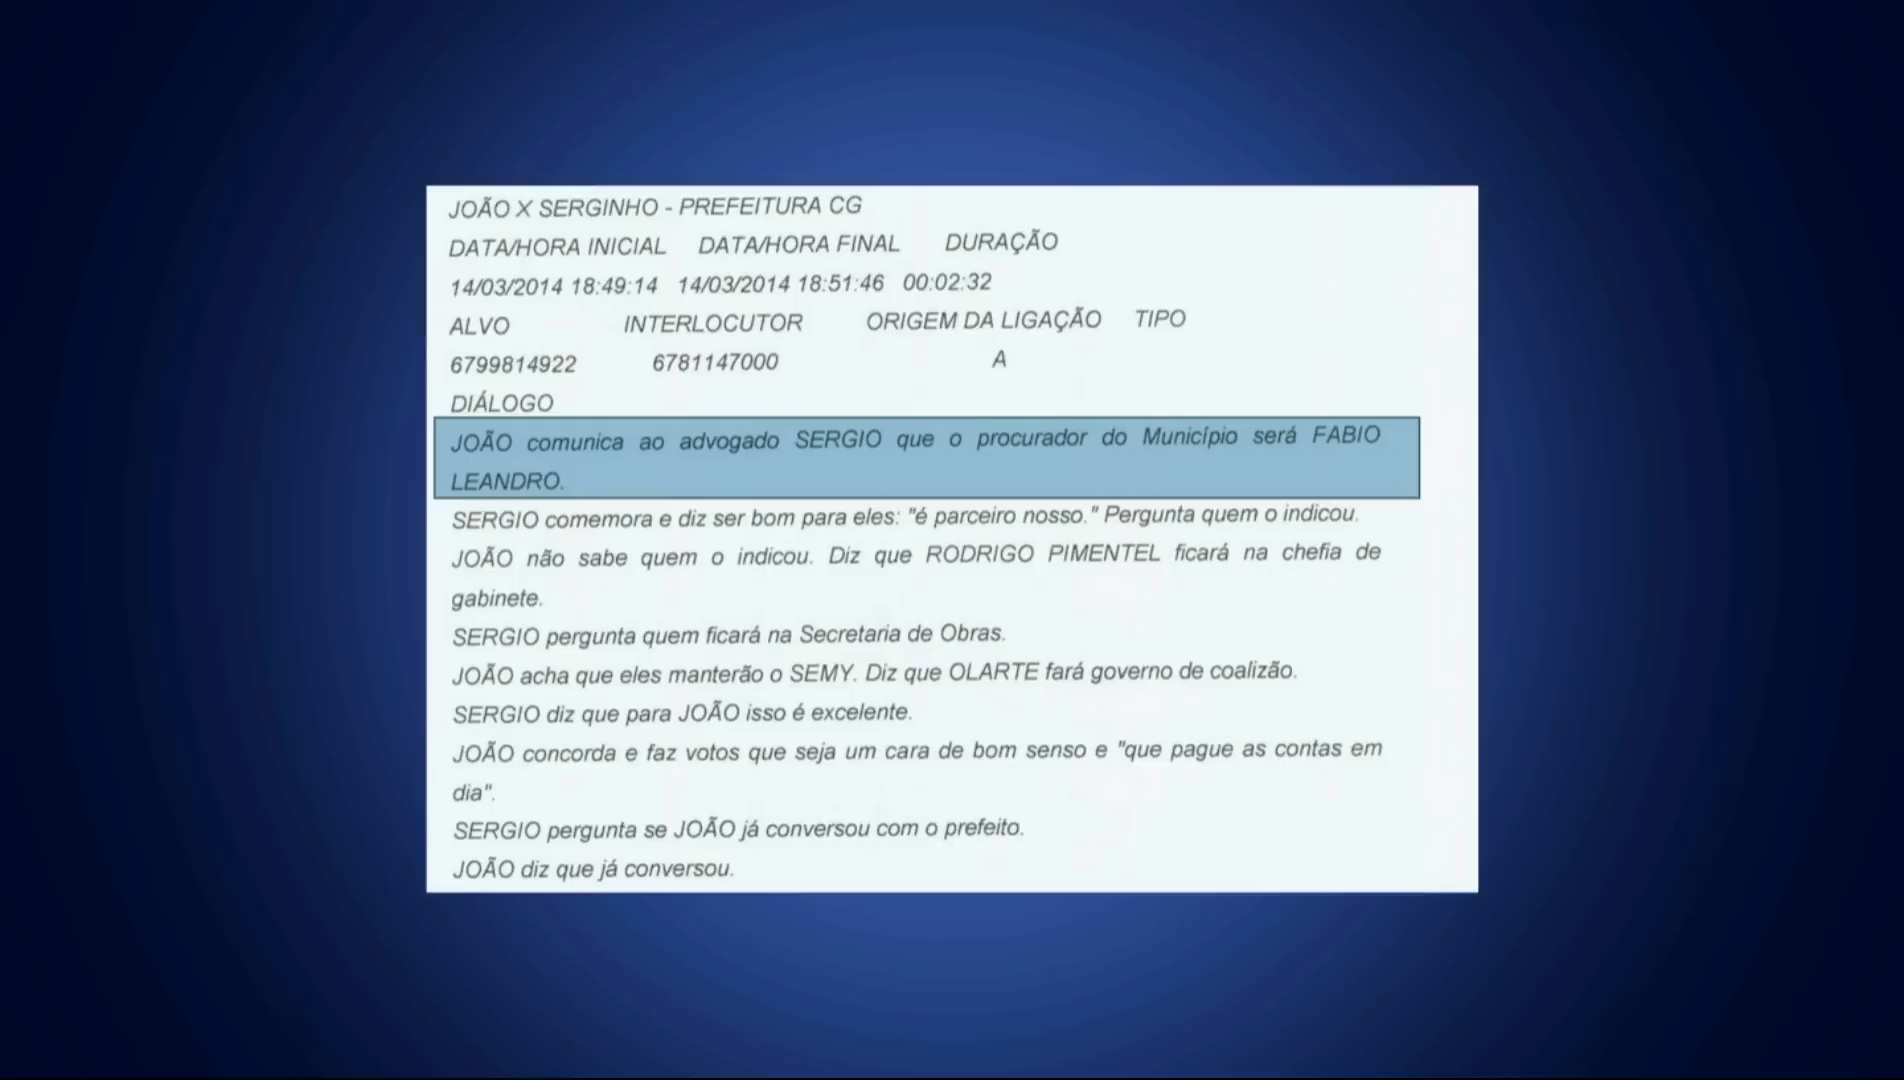 JOÃO X SERGINHO - PREFEITURA CG
DATA/HORA INICIAL DATA/HORA FINAL DURAÇÃO
14/03/2014 18:49:14 14/03/2014 18:51:46 00:02:32
ALVO INTERLOCUTOR ORIGEM DA LIGAÇÃO TIPO
6799814922 6781147000 A
DIÁLOGO
JOÃO comunica ao advogado SERGIO que o procurador do Município será FABIO
LEANDRO.
SERGIO comemora e diz ser bom para eles: "é parceiro nosso." Pergunta quem o indicou.
JOÃO não sabe quem o indicou. Diz que RODRIGO PIMENTEL ficará na chefia de
gabinete.
SERGIO pergunta quem ficará na Secretaria de Obras.
JOÃO acha que eles manterão o SEMY. Diz que OLARTE fará governo de coalizão.
SERGIO diz que para JOÃO isso é excelente.
JOÃO concorda e faz votos que seja um cara de bom senso e "que pague as contas em
dia".
SERGIO pergunta se JOÃO já conversou com o prefeito.
JOÃO diz que já conversou.